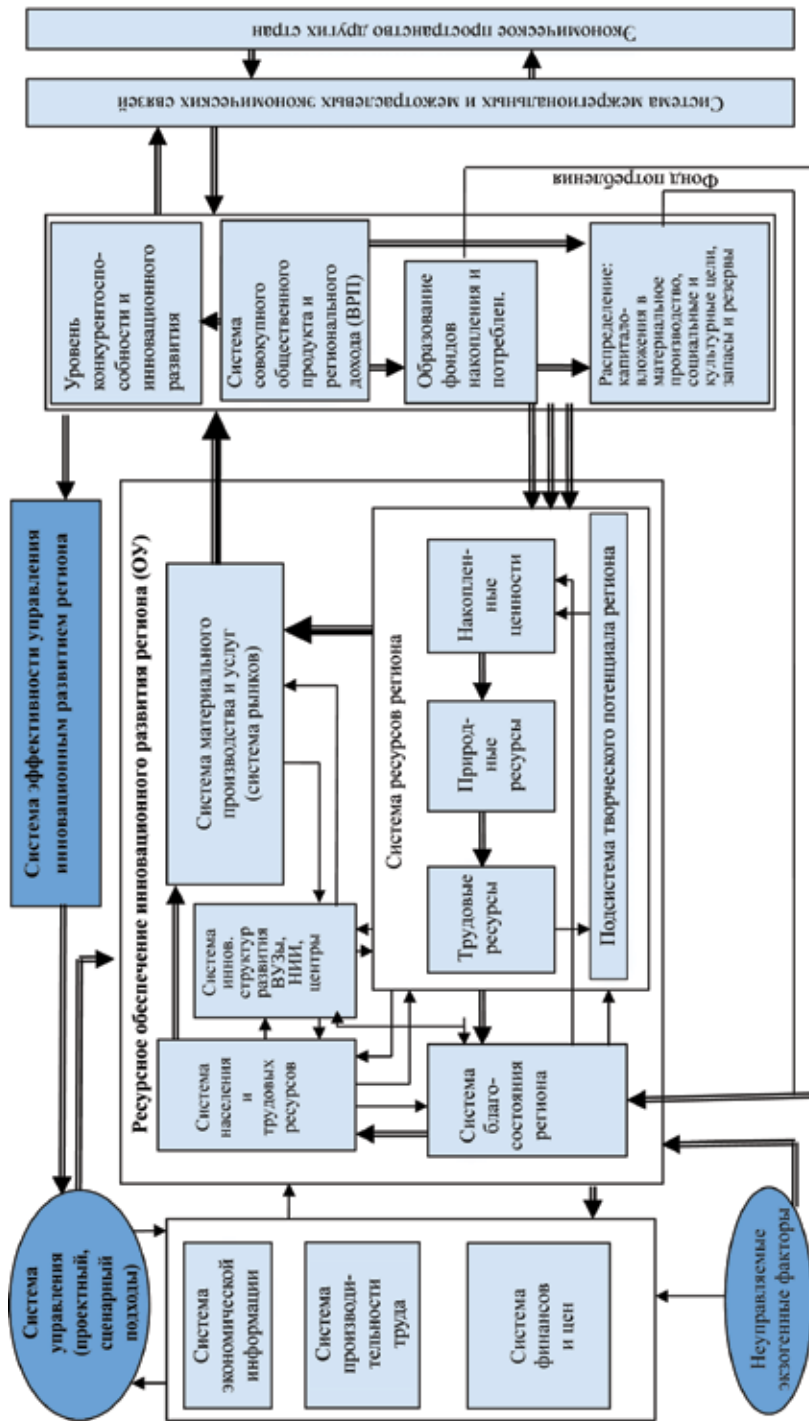 Система
управления
(проектный,
сценарный
подходы)
Система эффективности управления
инновационным развитием региона
Уровень
конкурентоспо-
собности и
инновационного
развития
Система
совокупного
общественного
продукта и
регионального
дохода (ВРП)
Образование
фондов
накопления и
потреблен.
Распределение:
капитало-
вложения в
материальное
производство,
социальные и
культурные цели,
запасы и резервы
Фонд потребления
Система межрегиональных и межотраслевых экономических связей
Экономическое пространство других стран
Ресурсное обеспечение инновационного развития региона (ОУ)
Система
населения
и
трудовых
ресурсов
Система
иннов.
структур
развития
ВУЗы,
НИИ,
центры
Система материального
производства и услуг
(система рынков)
Система ресурсов региона
Трудовые
ресурсы
Природ-
ные
ресурсы
Накоплен-
ные
ценности
Подсистема творческого потенциала региона
Система
благо-
состояния
региона
Система
экономической
информации
Система
производи-
тельности
труда
Система
финансов
и цен
Неуправляемые
экзогенные факторы